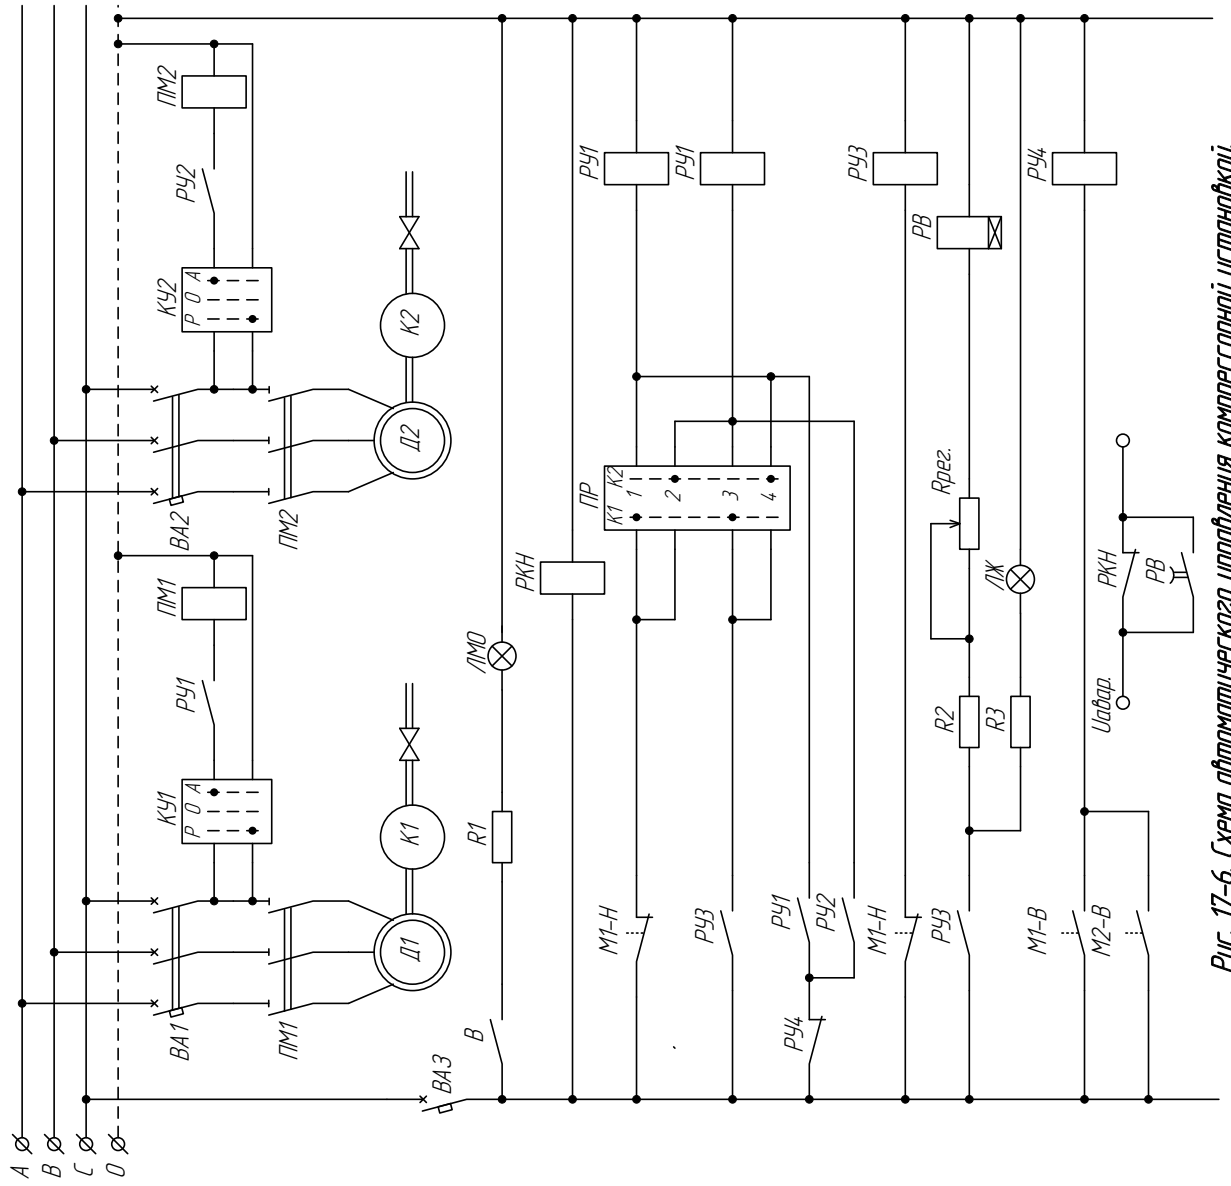 А
В
С
О
ВА1
ПМ1
КУ1
Р О А
РУ1
ПМ1
Д1
К1
ВА2
ПМ2
КУ2
Р О А
РУ2
ПМ2
Д2
К2
ВА3
В
R1
ЛМО
РКН
М1-Н
ПР
К1 К2
1
2
3
4
РУ1
РУ3
РУ1
РУ4
РУ1
РУ2
М1-Н
РУ3
РУ3
R2
Rрег.
РВ
R3
ЛЖ
М1-В
М2-В
РУ4
Uавар.
РКН
РВ
Рис. 17-6. Схема автоматического управления компрессорной установкой.